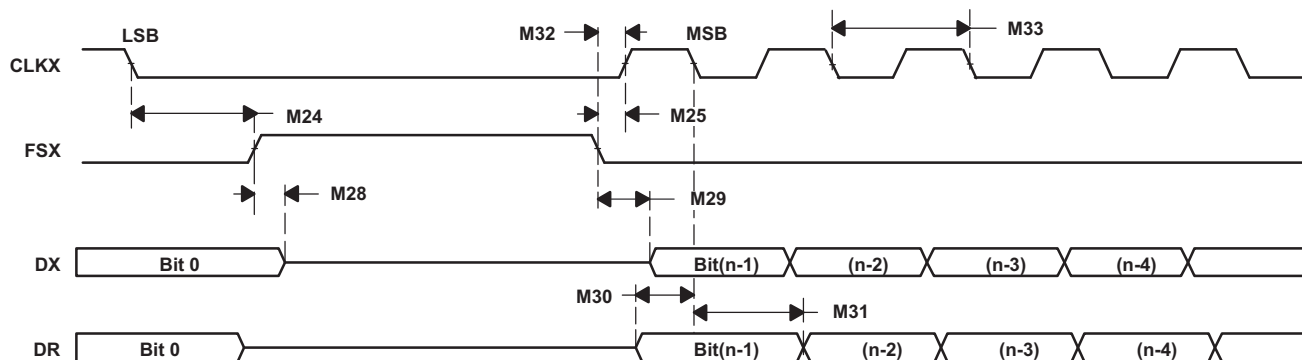 LSB
M32
MSB
M33
CLKX
M24
M25
FSX
M28
M29
DX
Bit 0
Bit(n-1)
(n-2)
(n-3)
(n-4)
M30
M31
DR
Bit 0
Bit(n-1)
(n-2)
(n-3)
(n-4)